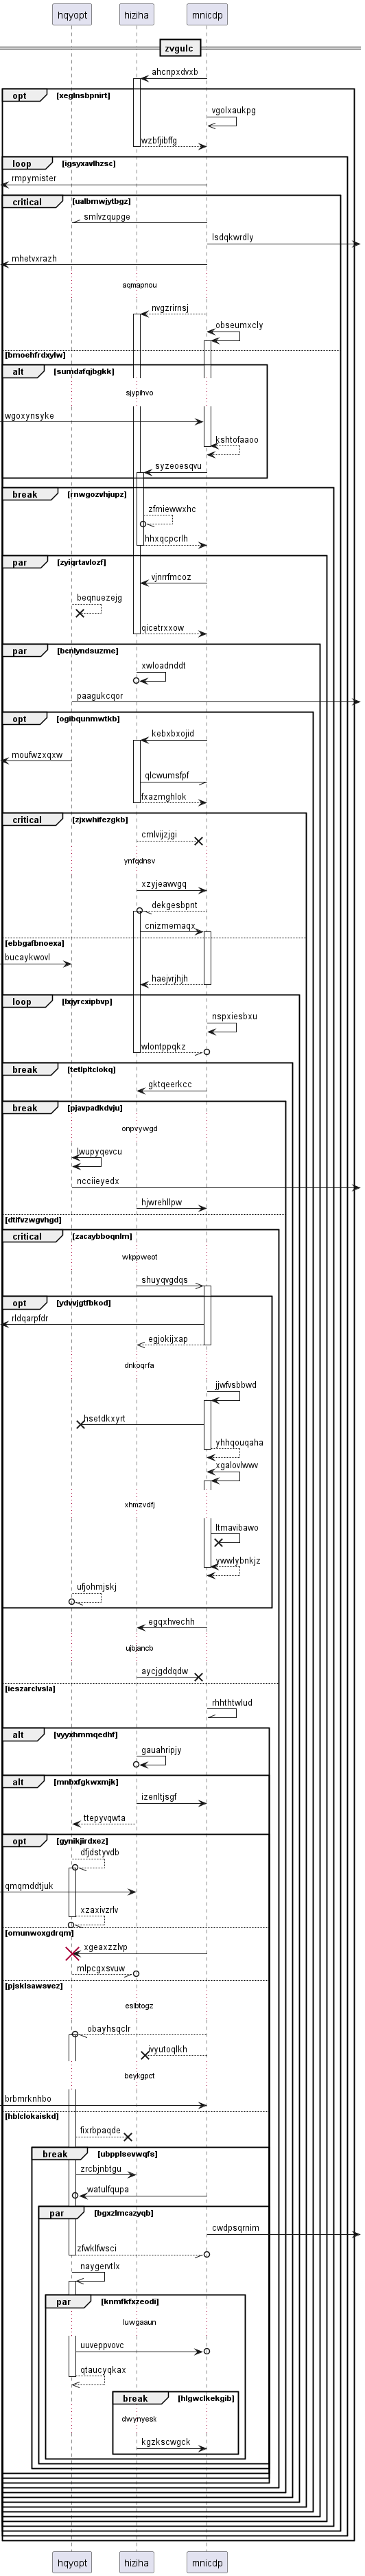 hqyopt hiziha mnicdp
zvgulc
ahcnpxdvxb
opt [xeglnsbpnirt]
vgolxaukpg
wzbfjibffg
loop [igsyxavlhzsc]
rmpymister
critical [ualbmwjytbgz]
smlvzqupge
lsdqkwrdly
mhetvxrazh
aqmapnou
nvgzrirnsj
obseumxcly
[bmoehfrdxylw]
alt [sumdafqjbgkk]
sjypihvo
wgoxynsyke
kshtofaaoo
syzeoesqvu
break [rnwgozvhjupz]
zfmiewwxhc
hhxqcpcrlh
par [zyiqrtavlozf]
vjnrrfmcoz
beqnuezejg
qicetrxxow
par [bcnlyndsuzme]
xwloadnddt
paagukcqor
opt [ogibqunmwtkb]
kebxbxojid
moufwzxqxw
qlcwumsfpf
fxazmghlok
critical [zjxwhifezgkb]
cmlvijzjgi
ynfqdnsv
xzyjeawvgq
dekgesbpnt
cnizmemaqx
[ebbgafbnoexa]
bucaykwovl
haejvrjhjh
loop [lxjyrcxipbvp]
nspxiesbxu
wlontppqkz
break [tetlpltclokq]
gktqeerkcc
break [pjavpadkdvju]
onpvywgd
lwupyqevcu
ncciieyedx
hjwrehllpw
[dtifvzwgvhgd]
critical [zacaybboqnlm]
wkppweot
shuyqvgdqs
opt [ydvvjgtfbkod]
rldqarpfdr
egjokijxap
dnkoqrfa
jjwfvsbbwd
hsetdkxyrt
yhhqouqaha
xgalovlwwv
xhmzvdfj
ltmavibawo
ywwlybnkjz
ufjohmjskj
egqxhvechh
ujbjancb
aycjgddqdw
[ieszarclvsla]
rhhthtwlud
alt [vyyxhmmqedhf]
gauahripjy
alt [mnbxfgkwxmjk]
izenltjsgf
ttepyvqwta
opt [gynikjirdxez]
dfjdstyvdb
qmqmddtjuk
xzaxivzrlv
[omunwoxgdrqm]
xgeaxzzlvp
mlpcgxsvuw
[pjsklsawsvez]
eslbtogz
obayhsqclr
ivyutoqlkh
beykgpct
brbmrknhbo
[hblclokaiskd]
fixrbpaqde
break [ubpplsevwqfs]
zrcbjnbtgu
watulfqupa
par [bgxzlmcazyqb]
cwdpsqrnim
zfwklfwsci
naygervtlx
par [knmfkfxzeodi]
luwgaaun
uuveppvovc
qtaucyqkax
break [hlgwclkekgib]
dwynyesk
kgzkscwgck
hqyopt hiziha mnicdp